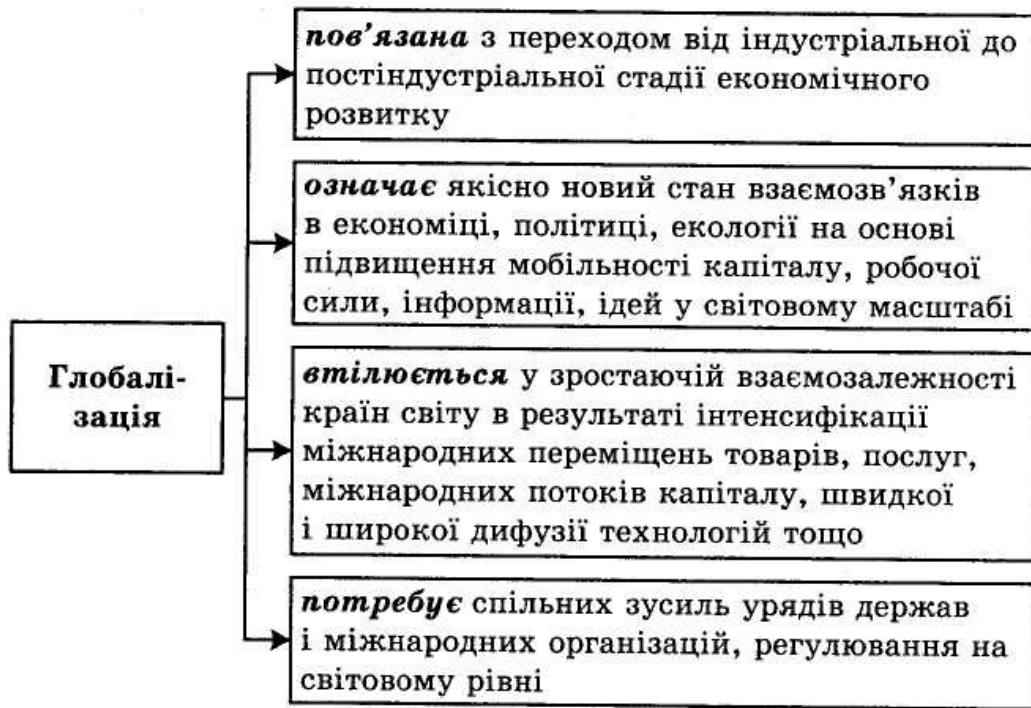 пов'язана з переходом від індустріальної до
постіндустріальної стадії економічного
розвитку
означає якісно новий стан взаємозв'язків
в економіці, політиці, екології на основі
підвищення мобільності капіталу, робочої
сили, інформації, ідей у світовому масштабі
Глобалі-
зація
втілюється у зростаючій взаємозалежності
країн світу в результаті інтенсифікації
міжнародних переміщень товарів, послуг,
міжнародних потоків капіталу, швидкої
і широкої дифузії технологій тощо
потребує спільних зусиль урядів держав
і міжнародних організацій, регулювання на
світовому рівні